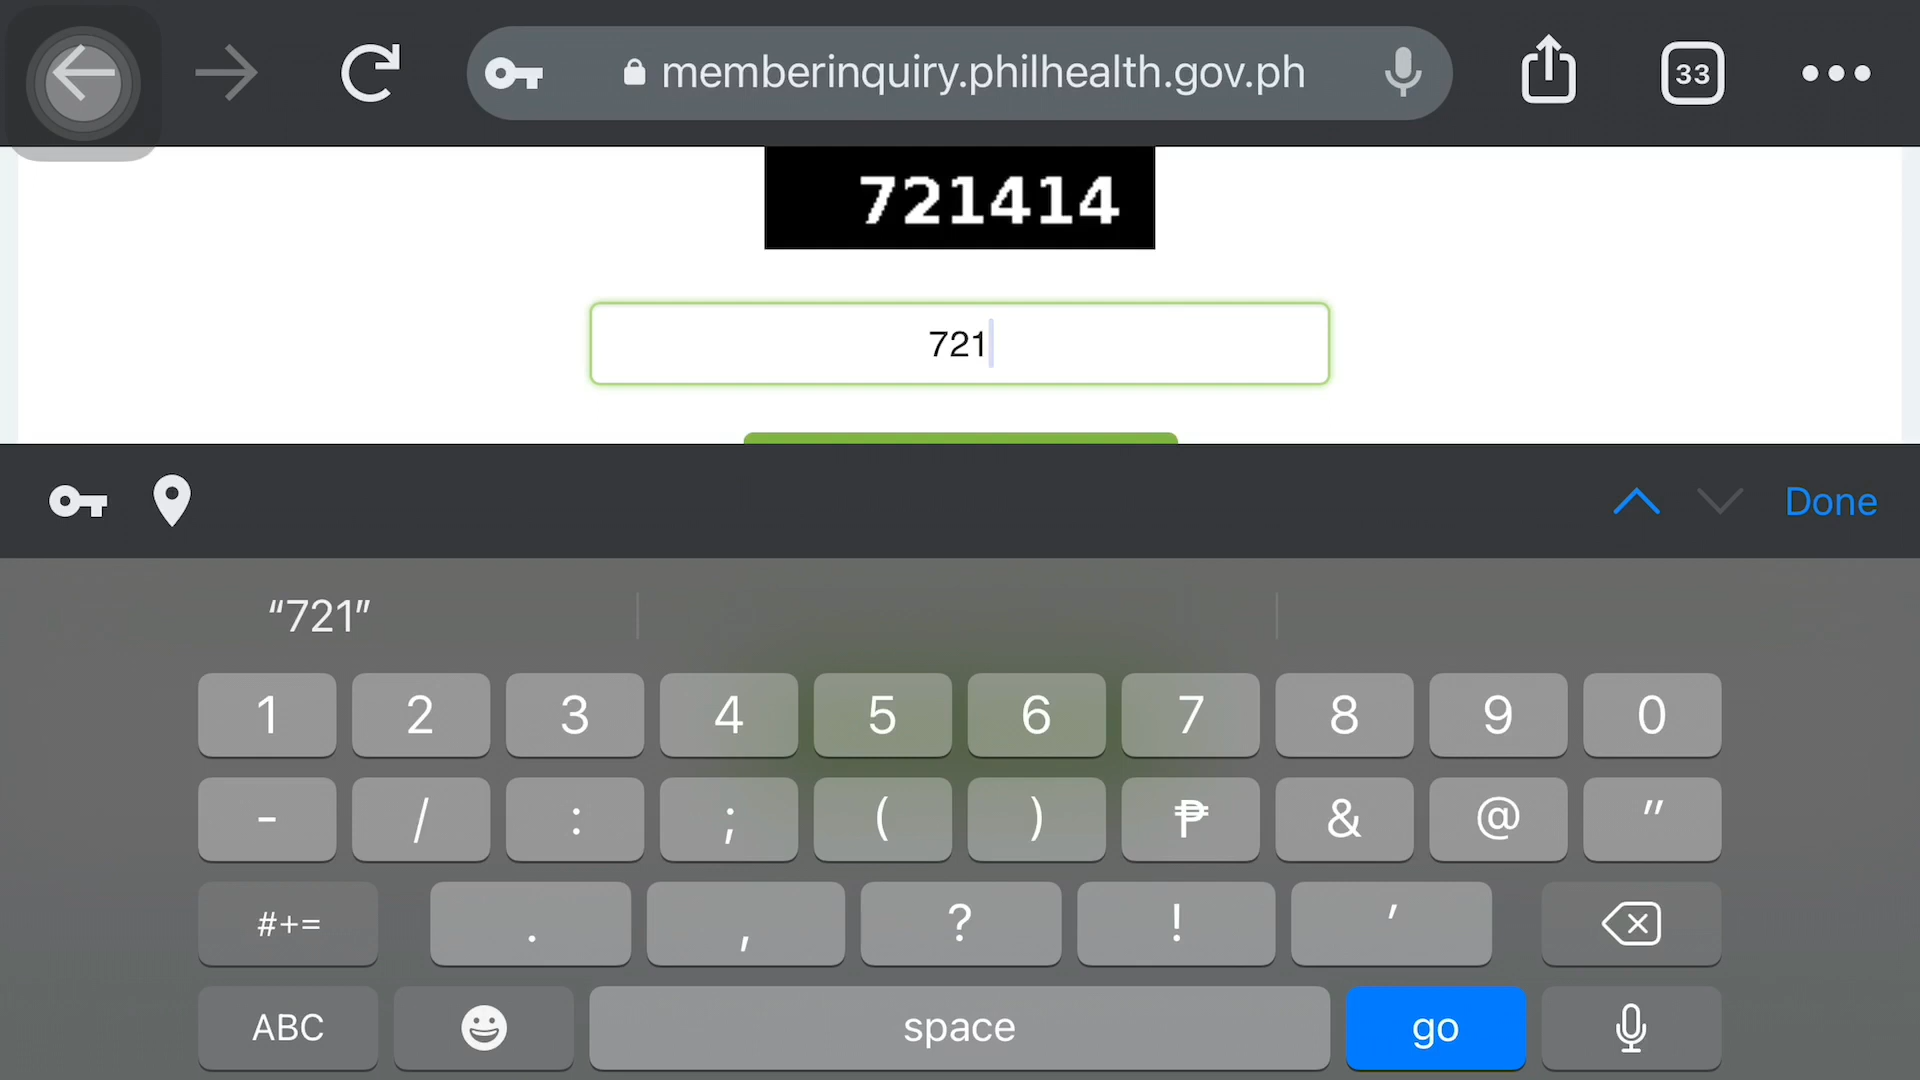 memberinquiry.philhealth.gov.ph
33
721414
721
Done
“721”
1 2 3 4 5 6 7 8 9 0
- / : ; ( ) ₱ & @ "
#+= . , ? ! '
ABC space go